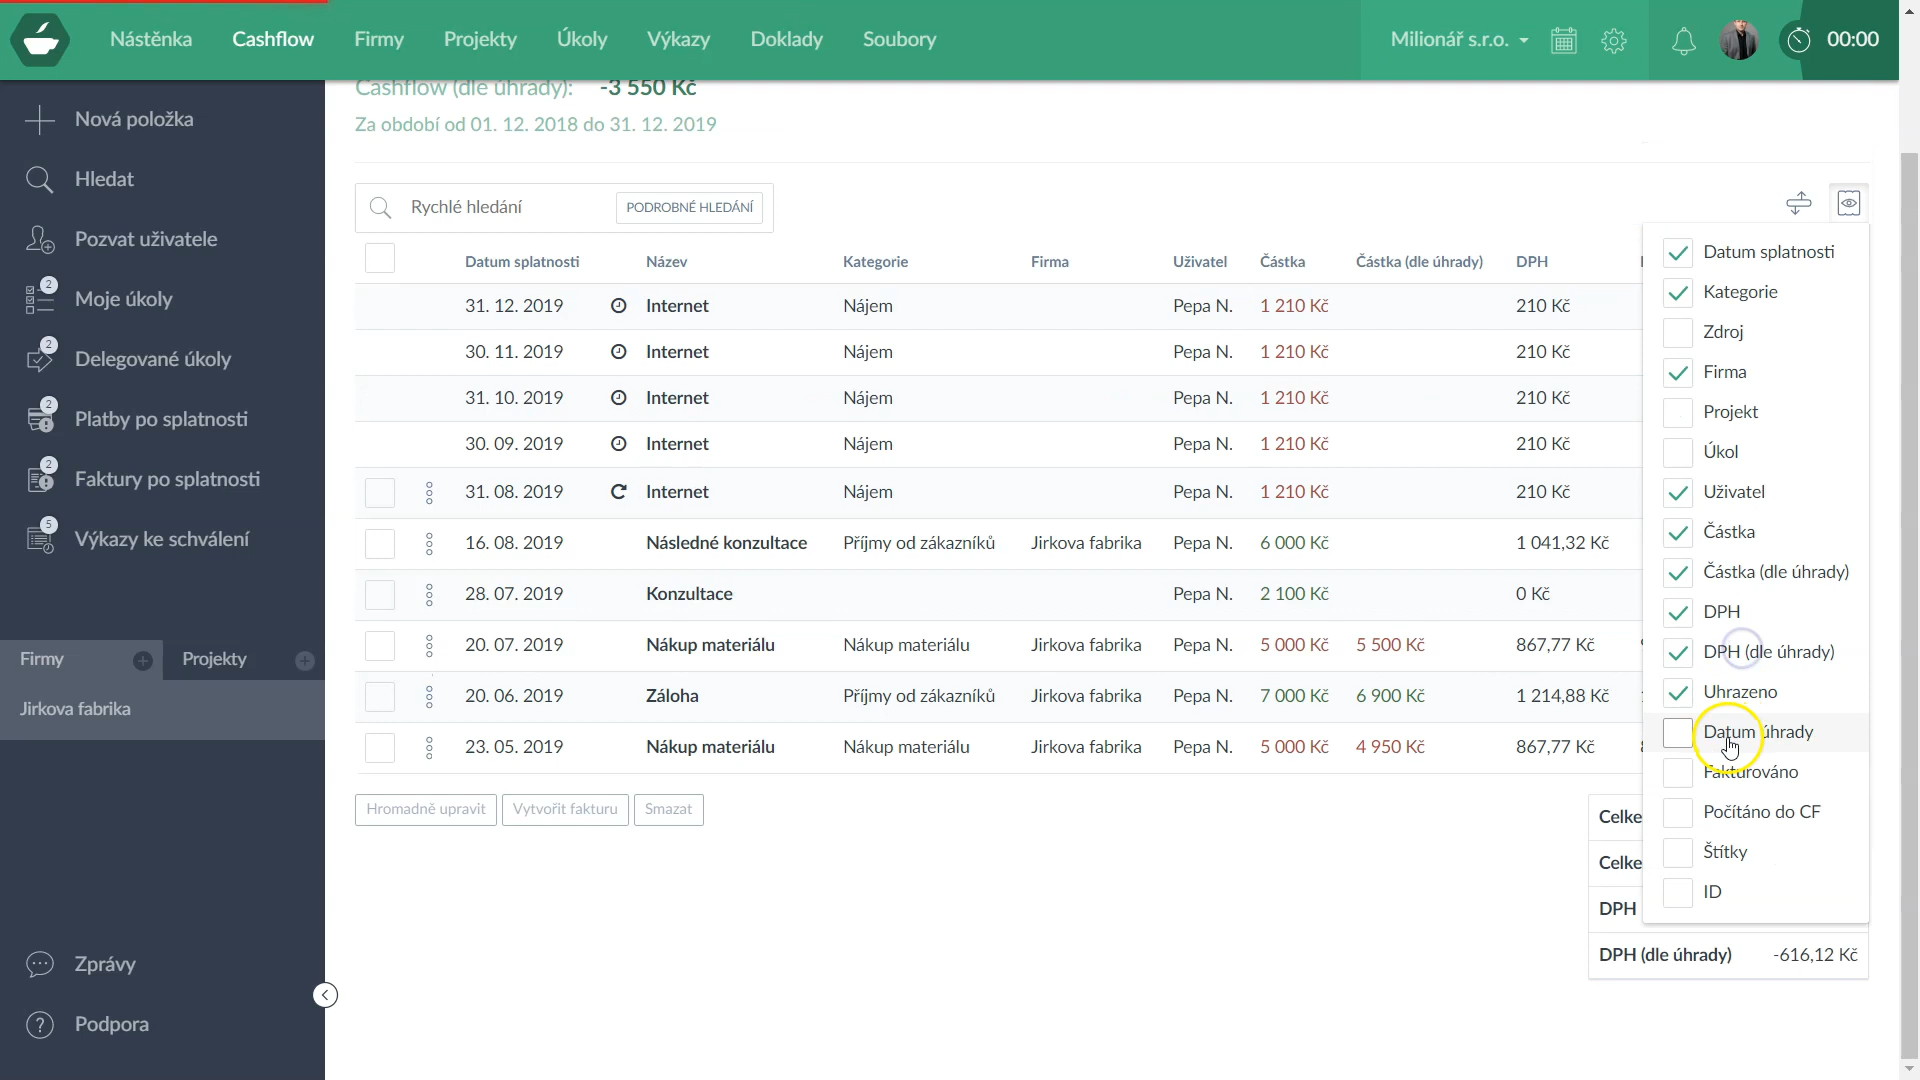 Nástěnka Cashflow Firmy Projekty Úkoly Výkazy Doklady Soubory Milionář s.r.o. 00:00
Nová položka
Hledat
Pozvat uživatele
2
Moje úkoly
2
Delegované úkoly
2
Platby po splatnosti
2
Faktury po splatnosti
5
Výkazy ke schválení
Firmy Projekty
Jirkova fabrika
Zprávy
Podpora
Cashflow (dle úhrady): -3 550 Kč
Za období od 01. 12. 2018 do 31. 12. 2019
Rychlé hledání PODROBNÉ HLEDÁNÍ
Datum splatnosti Název Kategorie Firma Uživatel Částka Částka (dle úhrady) DPH
31. 12. 2019 Internet Nájem Pepa N. 1 210 Kč 210 Kč
30. 11. 2019 Internet Nájem Pepa N. 1 210 Kč 210 Kč
31. 10. 2019 Internet Nájem Pepa N. 1 210 Kč 210 Kč
30. 09. 2019 Internet Nájem Pepa N. 1 210 Kč 210 Kč
31. 08. 2019 Internet Nájem Pepa N. 1 210 Kč 210 Kč
16. 08. 2019 Následné konzultace Příjmy od zákazníků Jirkova fabrika Pepa N. 6 000 Kč 1 041,32 Kč
28. 07. 2019 Konzultace Pepa N. 2 100 Kč 0 Kč
20. 07. 2019 Nákup materiálu Nákup materiálu Jirkova fabrika Pepa N. 5 000 Kč 5 500 Kč 867,77 Kč
20. 06. 2019 Záloha Příjmy od zákazníků Jirkova fabrika Pepa N. 7 000 Kč 6 900 Kč 1 214,88 Kč
23. 05. 2019 Nákup materiálu Nákup materiálu Jirkova fabrika Pepa N. 5 000 Kč 4 950 Kč 867,77 Kč
Hromadně upravit Vytvořit fakturu Smazat
Datum splatnosti
Kategorie
Zdroj
Firma
Projekt
Úkol
Uživatel
Částka
Částka (dle úhrady)
DPH
DPH (dle úhrady)
Uhrazeno
Datum úhrady
Fakturováno
Počítáno do CF
Štítky
ID
Celke
Celke
DPH
DPH (dle úhrady) -616,12 Kč